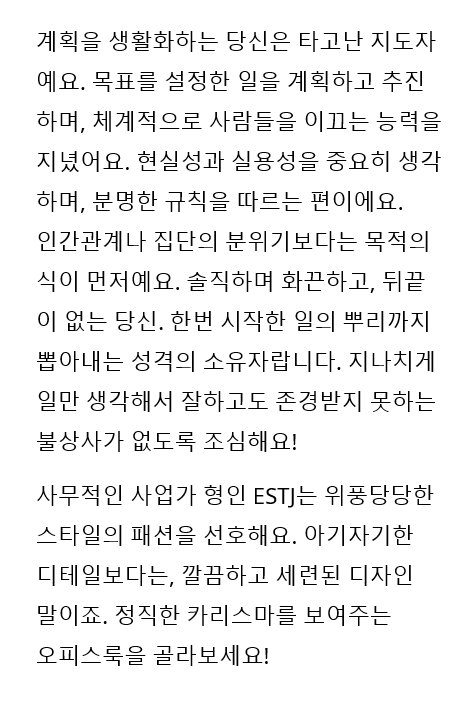 계획을 생활화하는 당신은 타고난 지도자
예요. 목표를 설정한 일을 계획하고 추진
하며, 체계적으로 사람들을 이끄는 능력을
지녔어요. 현실성과 실용성을 중요히 생각
하며, 분명한 규칙을 따르는 편이에요.
인간관계나 집단의 분위기보다는 목적의
식이 먼저예요. 솔직하며 화끈하고, 뒤끝
이 없는 당신. 한번 시작한 일의 뿌리까지
뽑아내는 성격의 소유자랍니다. 지나치게
일만 생각해서 잘하고도 존경받지 못하는
불상사가 없도록 조심해요!
사무적인 사업가 형인 ESTJ는 위풍당당한
스타일의 패션을 선호해요. 아기자기한
디테일보다는, 깔끔하고 세련된 디자인
말이죠. 정직한 카리스마를 보여주는
오피스룩을 골라보세요!